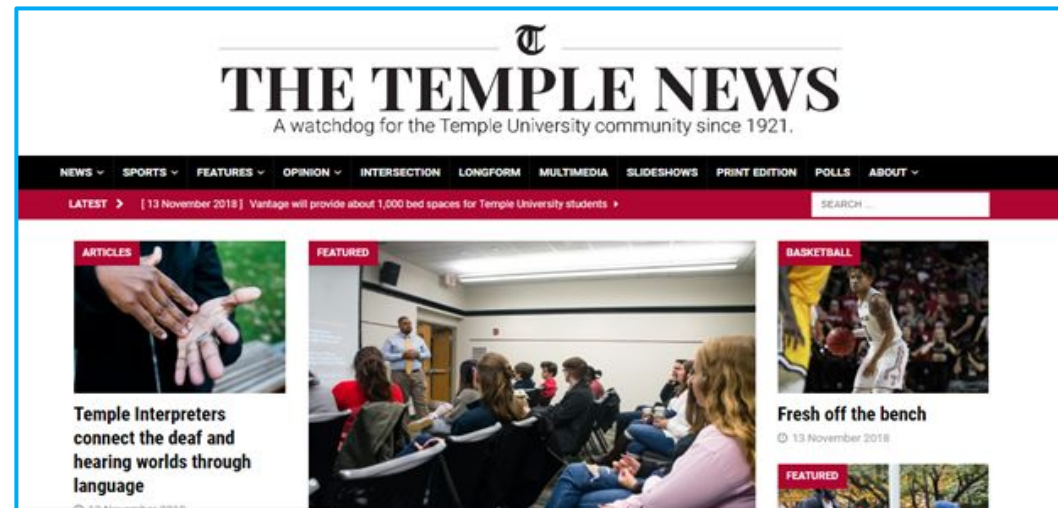 T
THE TEMPLE NEWS
A watchdog for the Temple University community since 1921.
NEWS SPORTS FEATURES OPINION INTERSECTION LONGFORM MULTIMEDIA SLIDESHOWS PRINT EDITION POLLS ABOUT
LATEST [ 13 November 2018 ] Vantage will provide about 1,000 bed spaces for Temple University students SEARCH ...
ARTICLES
Temple Interpreters
connect the deaf and
hearing worlds through
language
FEATURED
BASKETBALL
Fresh off the bench
13 November 2018
FEATURED